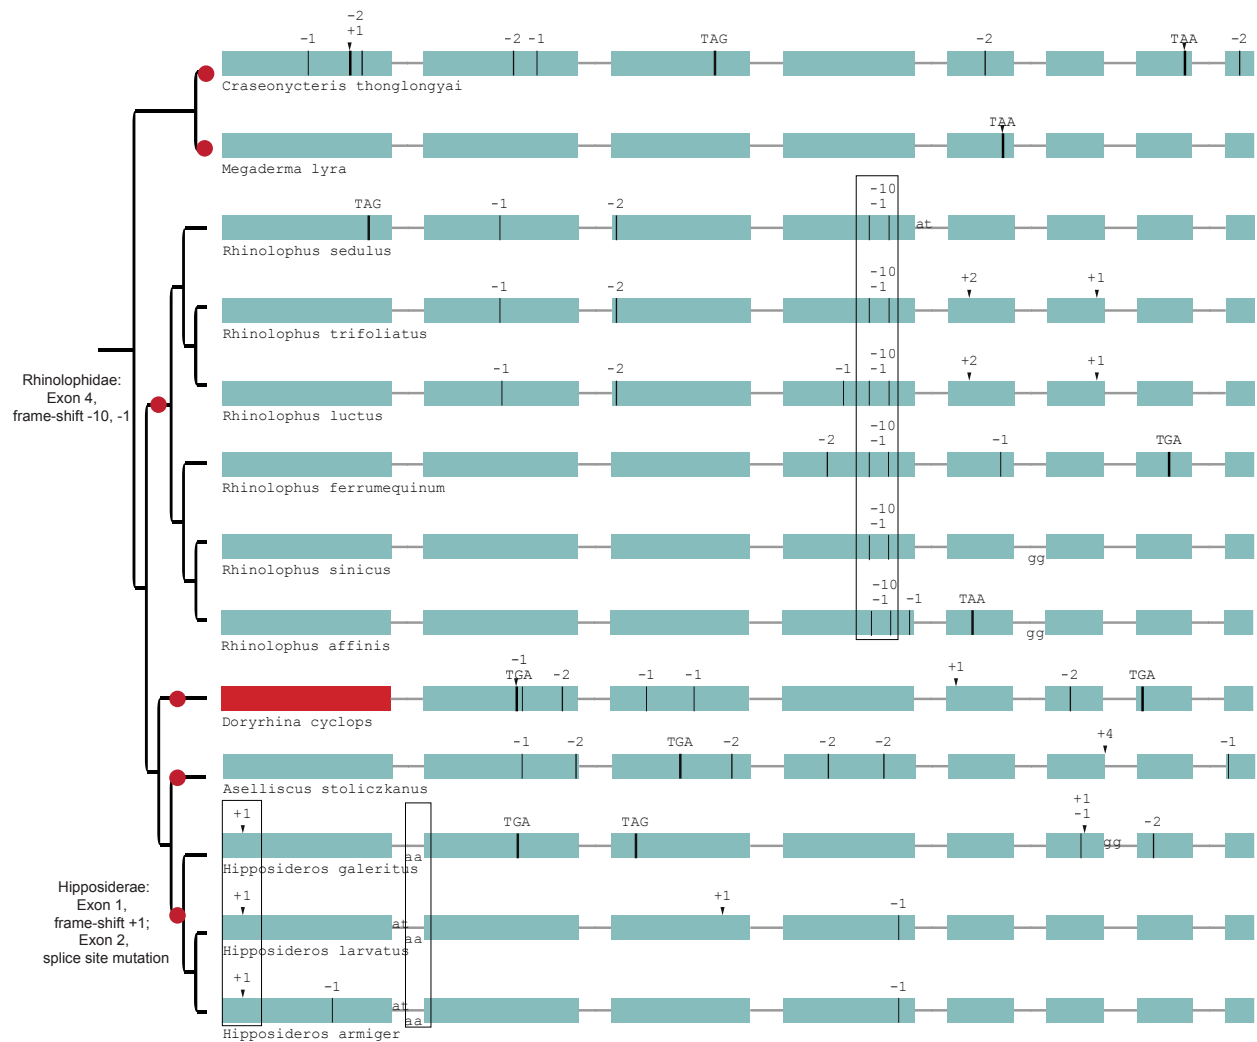 -2
-1 +1 -2 -1 TAG -2 TAA -2
Craseonycteris thonglongyai
TAA
Megaderma lyra
-10
TAG -1 -2 -1
at
Rhinolophus sedulus
-10
-1 -2 -1 +2 +1
Rhinolophus trifoliatus
-10
-1 -2 -1 -1 +2 +1
Rhinolophus luctus
Rhinolophidae:
Exon 4,
frame-shift -10, -1
-10
-2 -1 -1 TGA
Rhinolophus ferrumequinum
-10
-1
gg
Rhinolophus sinicus
-10
-1 -1 TAA
gg
Rhinolophus affinis
-1
TGA -2 -1 -1 +1 -2 TGA
Doryrhina cyclops
-1 -2 TGA -2 -2 -2 +4 -1
Aselliscus stoliczkanus
+1
+1 TGA TAG -1 -2
aa gg
Hipposideros galeritus
Hipposiderae:
Exon 1,
frame-shift +1;
Exon 2,
splice site mutation
+1 +1 -1
at
aa
Hipposideros larvatus
+1 -1 -1
at
aa
Hipposideros armiger